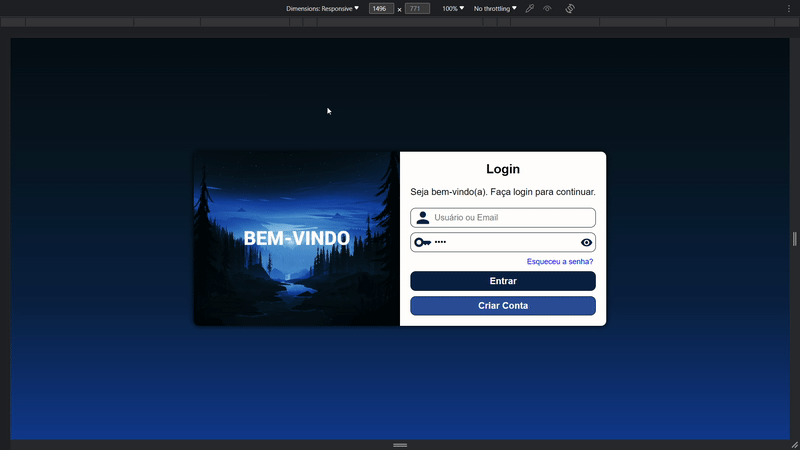 Dimensions: Responsive ▼ 1496 × 771 100% ▼ No throttling ▼
BEM-VINDO
Login
Seja bem-vindo(a). Faça login para continuar.
Usuário ou Email
••••
Esqueceu a senha?
Entrar
Criar Conta